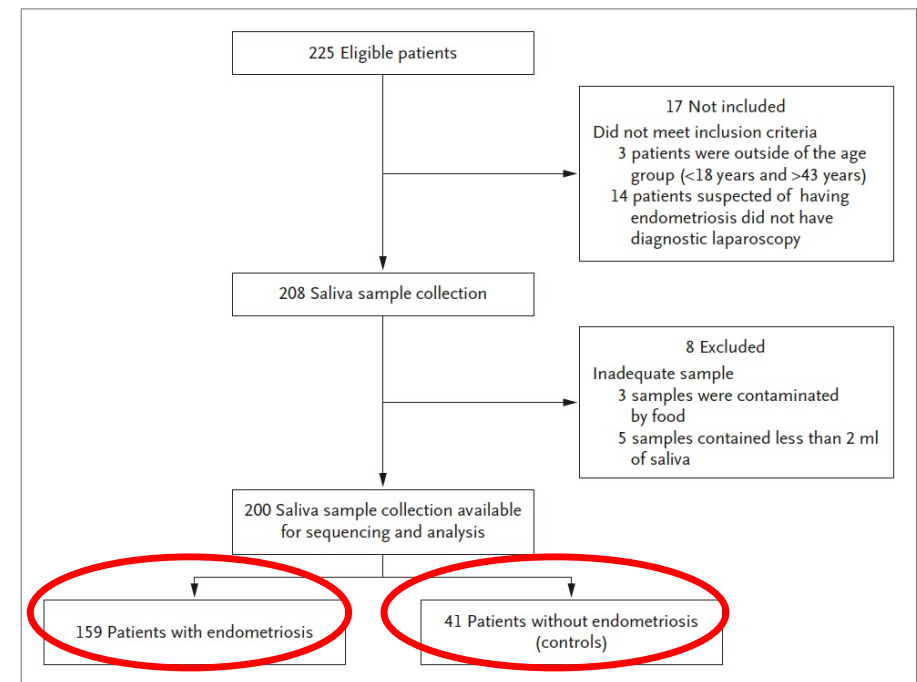 225 Eligible patients
17 Not included
Did not meet inclusion criteria
3 patients were outside of the age
group (<18 years and >43 years)
14 patients suspected of having
endometriosis did not have
diagnostic laparoscopy
208 Saliva sample collection
8 Excluded
Inadequate sample
3 samples were contaminated
by food
5 samples contained less than 2 ml
of saliva
200 Saliva sample collection available
for sequencing and analysis
159 Patients with endometriosis
41 Patients without endometriosis
(controls)